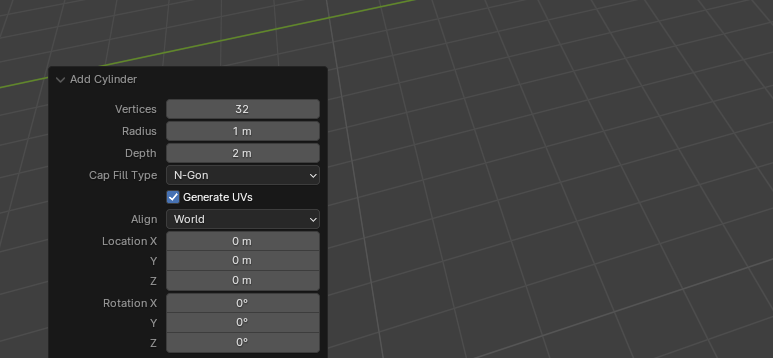 Add Cylinder
Vertices 32
Radius 1 m
Depth 2 m
Cap Fill Type N-Gon
Generate UVs
Align World
Location X 0 m
Y 0 m
Z 0 m
Rotation X 0°
Y 0°
Z 0°